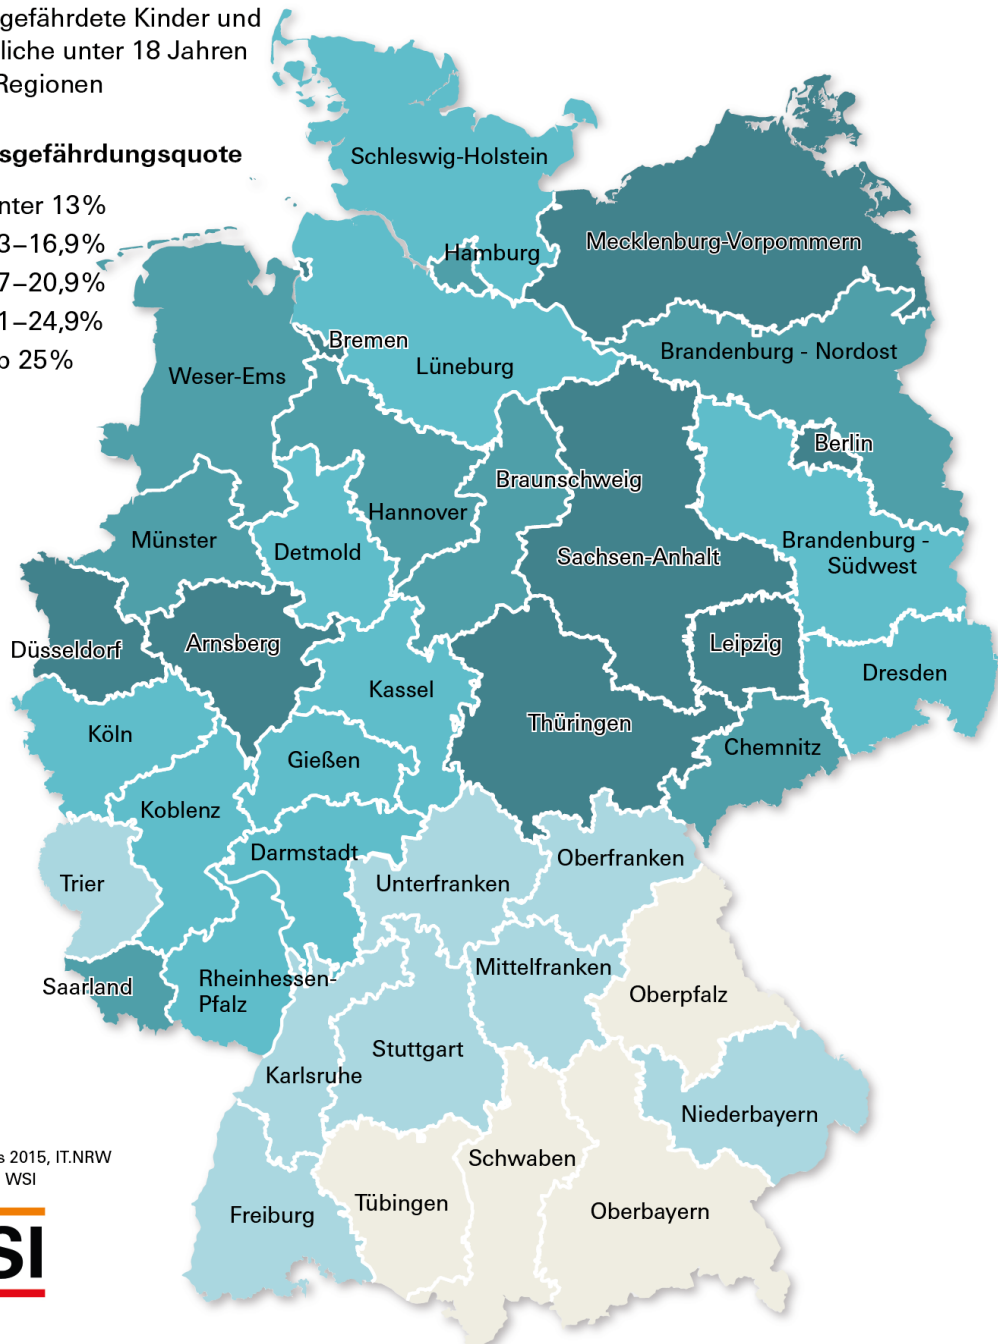 gefährdete Kinder und
liche unter 18 Jahren
Regionen
sgefährdungsquote
nter 13%
3–16,9%
7–20,9%
1–24,9%
b 25%
Schleswig-Holstein
Hamburg
Mecklenburg-Vorpommern
Bremen
Lüneburg
Brandenburg - Nordost
Weser-Ems
Berlin
Braunschweig
Hannover
Münster
Detmold
Brandenburg -
Südwest
Sachsen-Anhalt
Düsseldorf
Arnsberg
Leipzig
Dresden
Kassel
Thüringen
Köln
Chemnitz
Gießen
Koblenz
Darmstadt
Oberfranken
Trier
Unterfranken
Mittelfranken
Saarland
Rheinhessen-
Pfalz
Oberpfalz
Stuttgart
Karlsruhe
Niederbayern
s 2015, IT.NRW
WSI
Schwaben
Tübingen
Oberbayern
Freiburg
SI